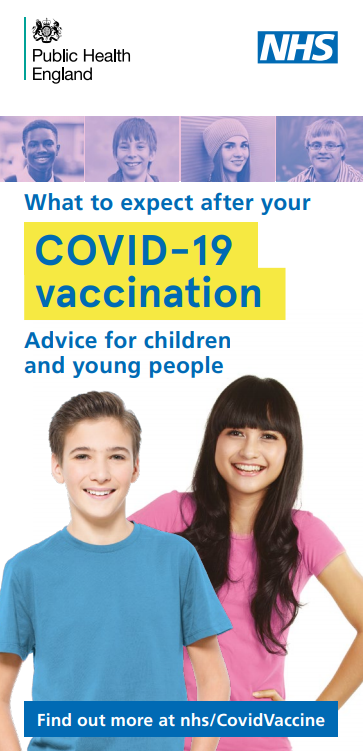 Public Health
England
NHS
What to expect after your
COVID-19
vaccination
Advice for children
and young people
Find out more at nhs/CovidVaccine